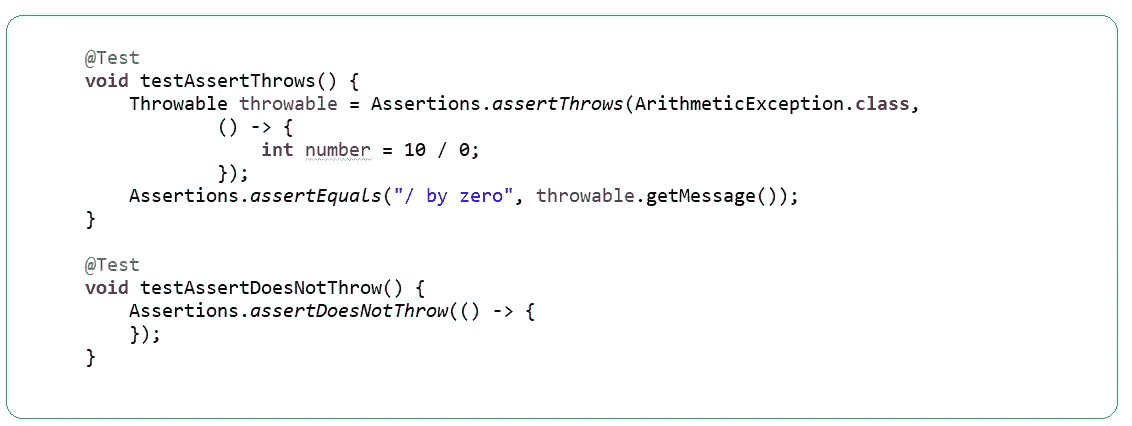 @Test
void testAssertThrows() {
    Throwable throwable = Assertions.assertThrows(ArithmeticException.class,
            () -> {
                int number = 10 / 0;
            });
    Assertions.assertEquals("/ by zero", throwable.getMessage());
}
@Test
void testAssertDoesNotThrow() {
    Assertions.assertDoesNotThrow(() -> {
    });
}